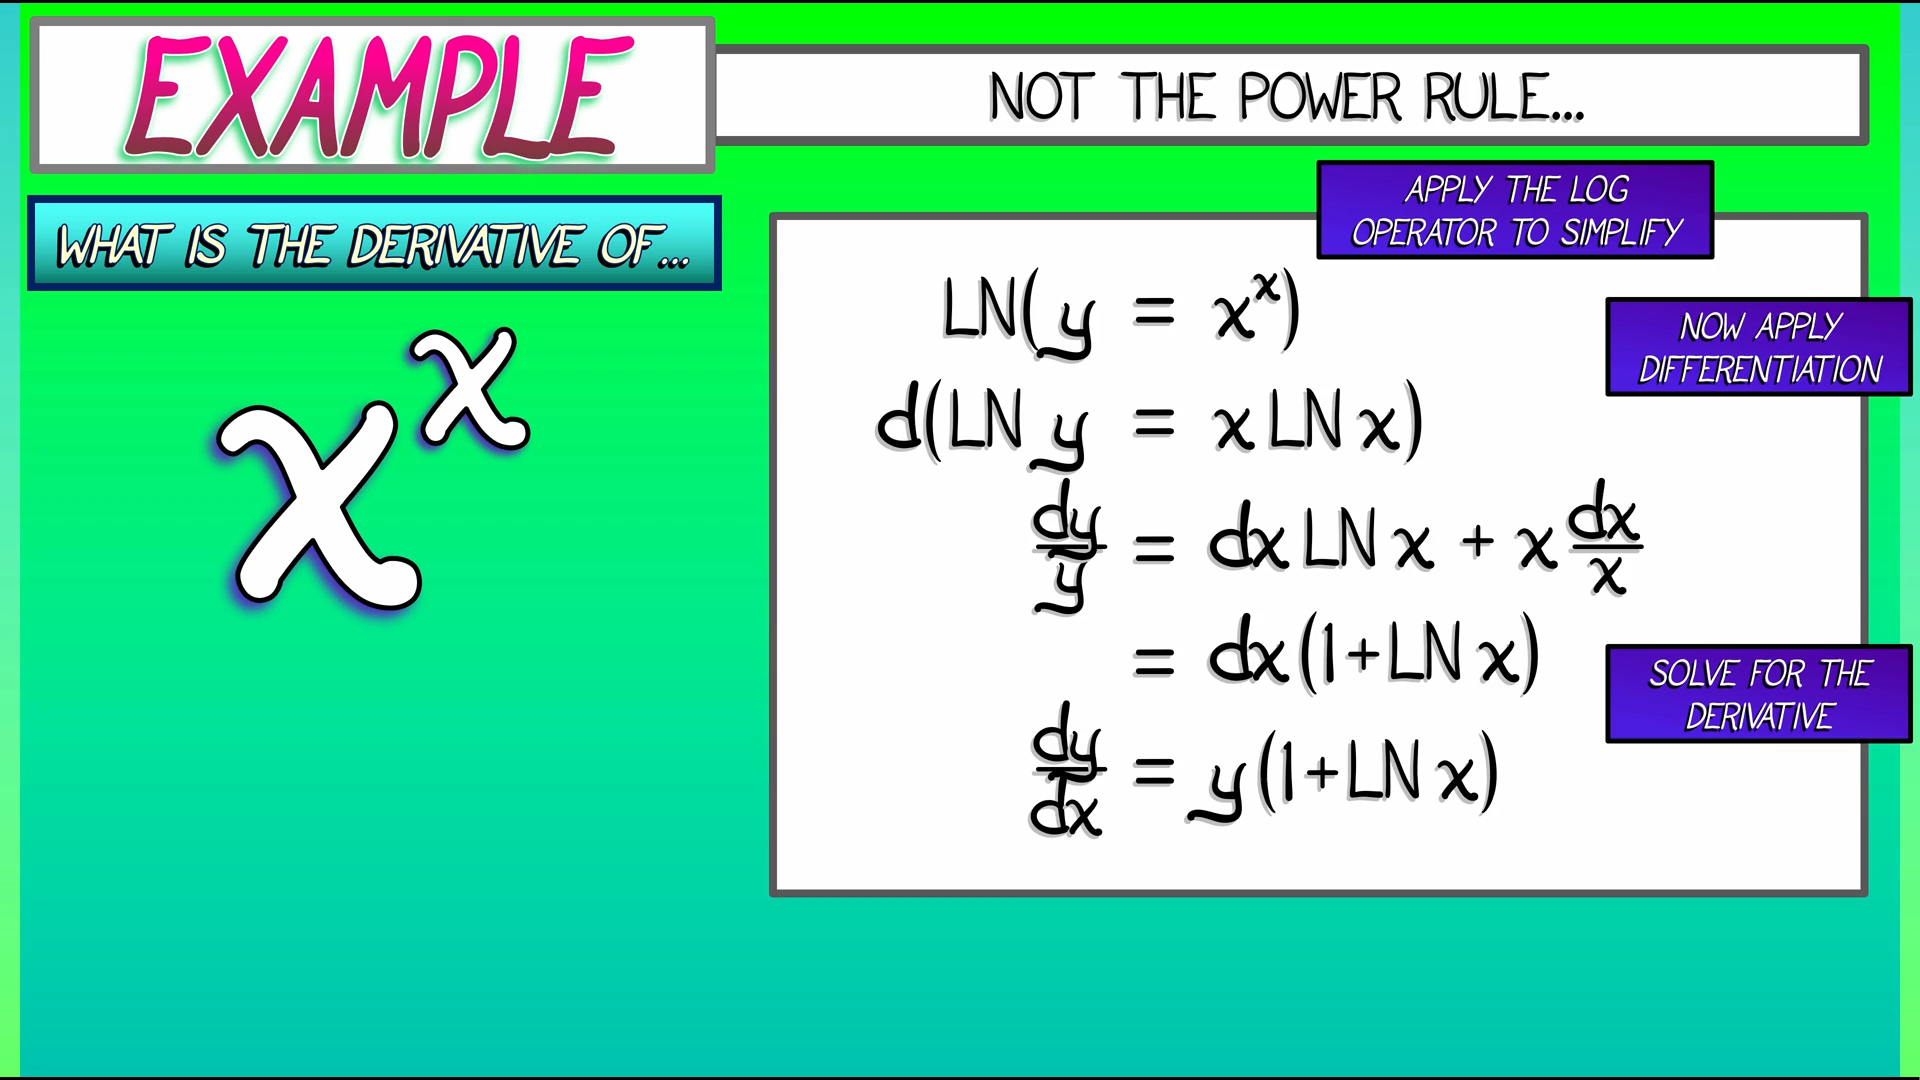 EXAMPLE
NOT THE POWER RULE...
WHAT IS THE DERIVATIVE OF...
x^x
APPLY THE LOG
OPERATOR TO SIMPLIFY
LN(y = x^x)
NOW APPLY
DIFFERENTIATION
d(LN y = x LN x)
dy/y = dx LN x + x dx/x
= dx(1+LN x)
SOLVE FOR THE
DERIVATIVE
dy/dx = y(1+LN x)